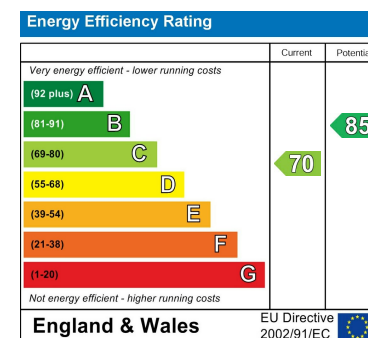 Energy Efficiency Rating
Current Potentia
Very energy efficient - lower running costs
(92 plus) A
(81-91) B
85
(69-80) C
70
(55-68) D
(39-54) E
(21-38) F
(1-20) G
Not energy efficient - higher running costs
England & Wales
EU Directive
2002/91/EC